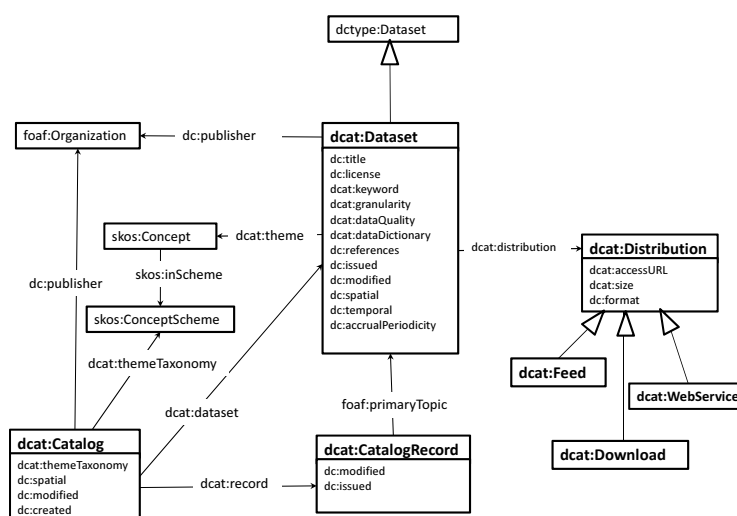 dctype:Dataset
foaf:Organization
dc:publisher
dcat:Dataset
dc:title
dc:license
dcat:keyword
dcat:granularity
dcat:dataQuality
dcat:dataDictionary
dc:references
dc:issued
dc:modified
dc:spatial
dc:temporal
dc:accrualPeriodicity
skos:Concept
dcat:theme
skos:inScheme
dc:publisher
skos:ConceptScheme
dcat:themeTaxonomy
dcat:distribution
dcat:Distribution
dcat:accessURL
dcat:size
dc:format
dcat:Feed
dcat:WebService
dcat:Download
dcat:dataset
foaf:primaryTopic
dcat:Catalog
dcat:themeTaxonomy
dc:spatial
dc:modified
dc:created
dcat:record
dcat:CatalogRecord
dc:modified
dc:issued